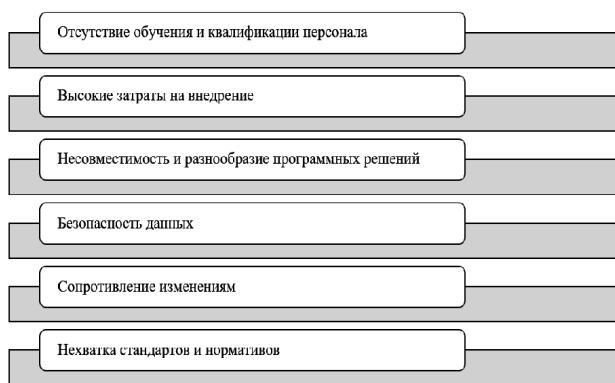 Отсутствие обучения и квалификации персонала
Высокие затраты на внедрение
Несовместимость и разнообразие программных решений
Безопасность данных
Сопротивление изменениям
Нехватка стандартов и нормативов